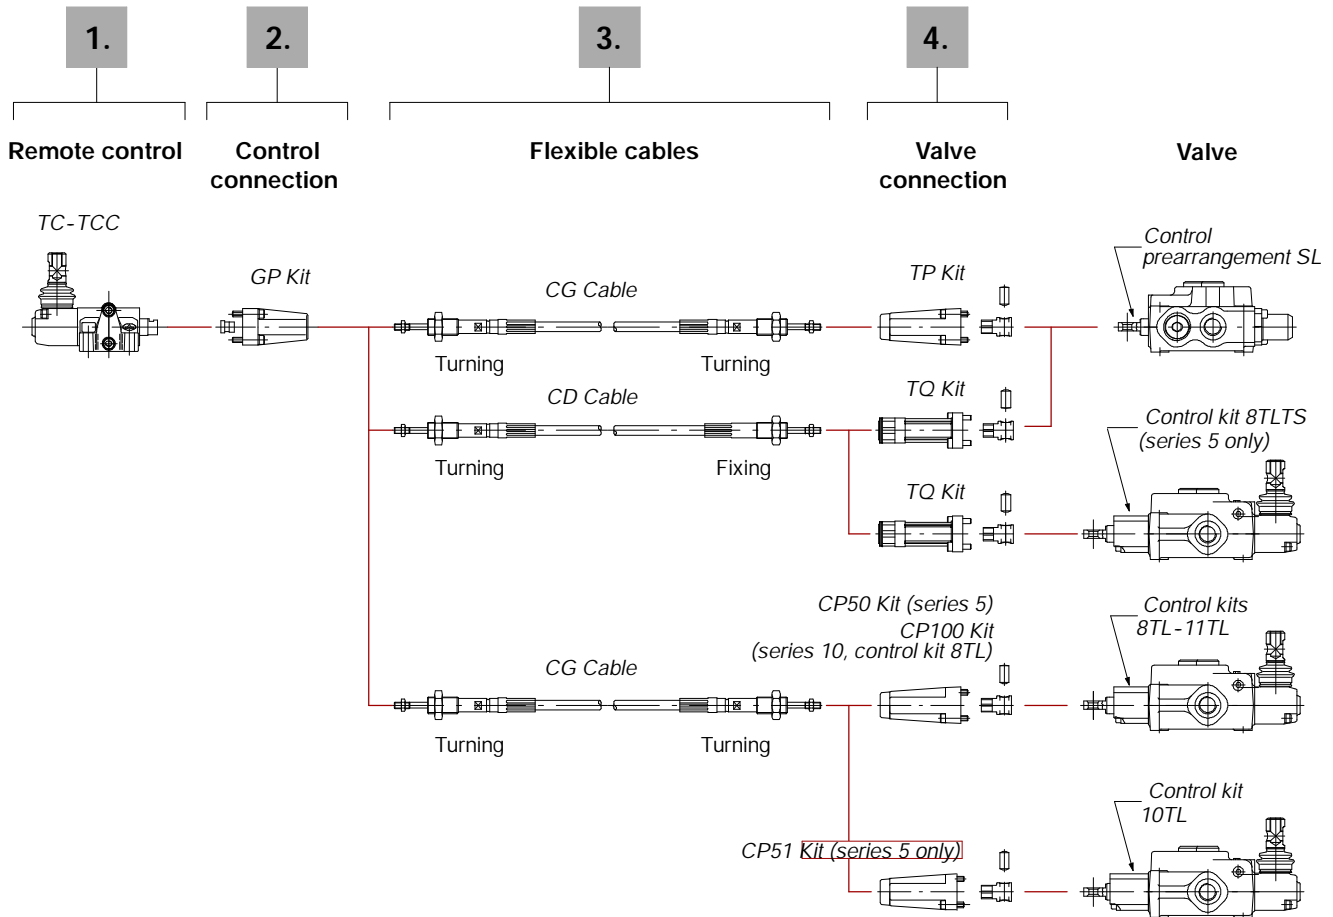 1.
2.
3.
4.
Remote control
Control
connection
Flexible cables
Valve
connection
Valve
TC-TCC
GP Kit
CG Cable
TP Kit
Control
prearrangement SL
Turning
Turning
CD Cable
TQ Kit
Control kit 8TLTS
(series 5 only)
Turning
Fixing
TQ Kit
CP50 Kit (series 5)
CP100 Kit
(series 10, control kit 8TL)
Control kits
8TL-11TL
CG Cable
Turning
Turning
Control kit
10TL
CP51 Kit (series 5 only)